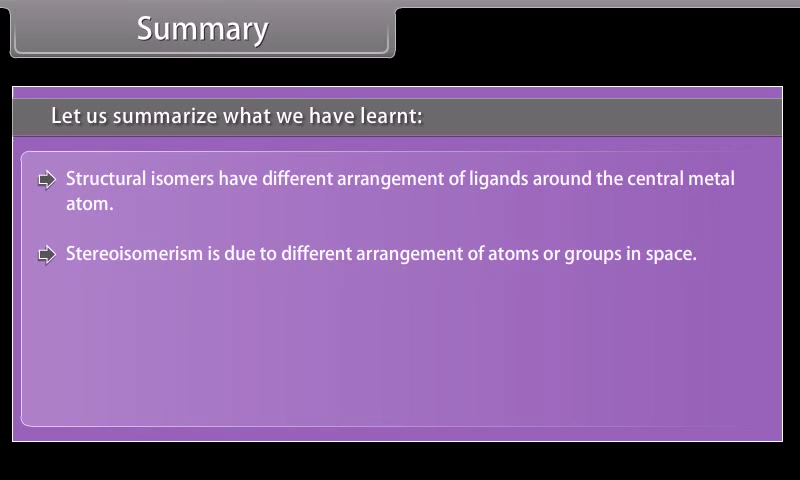 Summary
Let us summarize what we have learnt:
Structural isomers have different arrangement of ligands around the central metal
atom.
Stereoisomerism is due to different arrangement of atoms or groups in space.